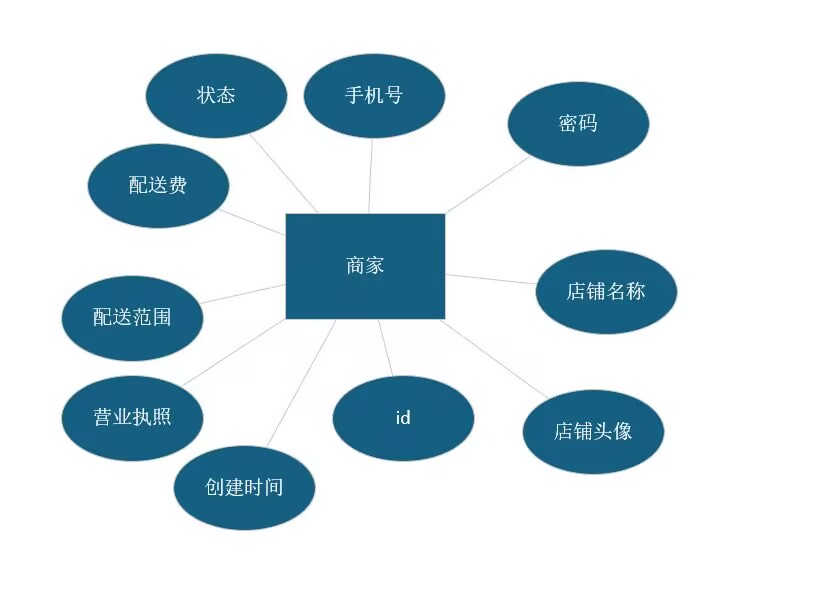 状态
手机号
密码
配送费
商家
店铺名称
配送范围
营业执照
id
店铺头像
创建时间